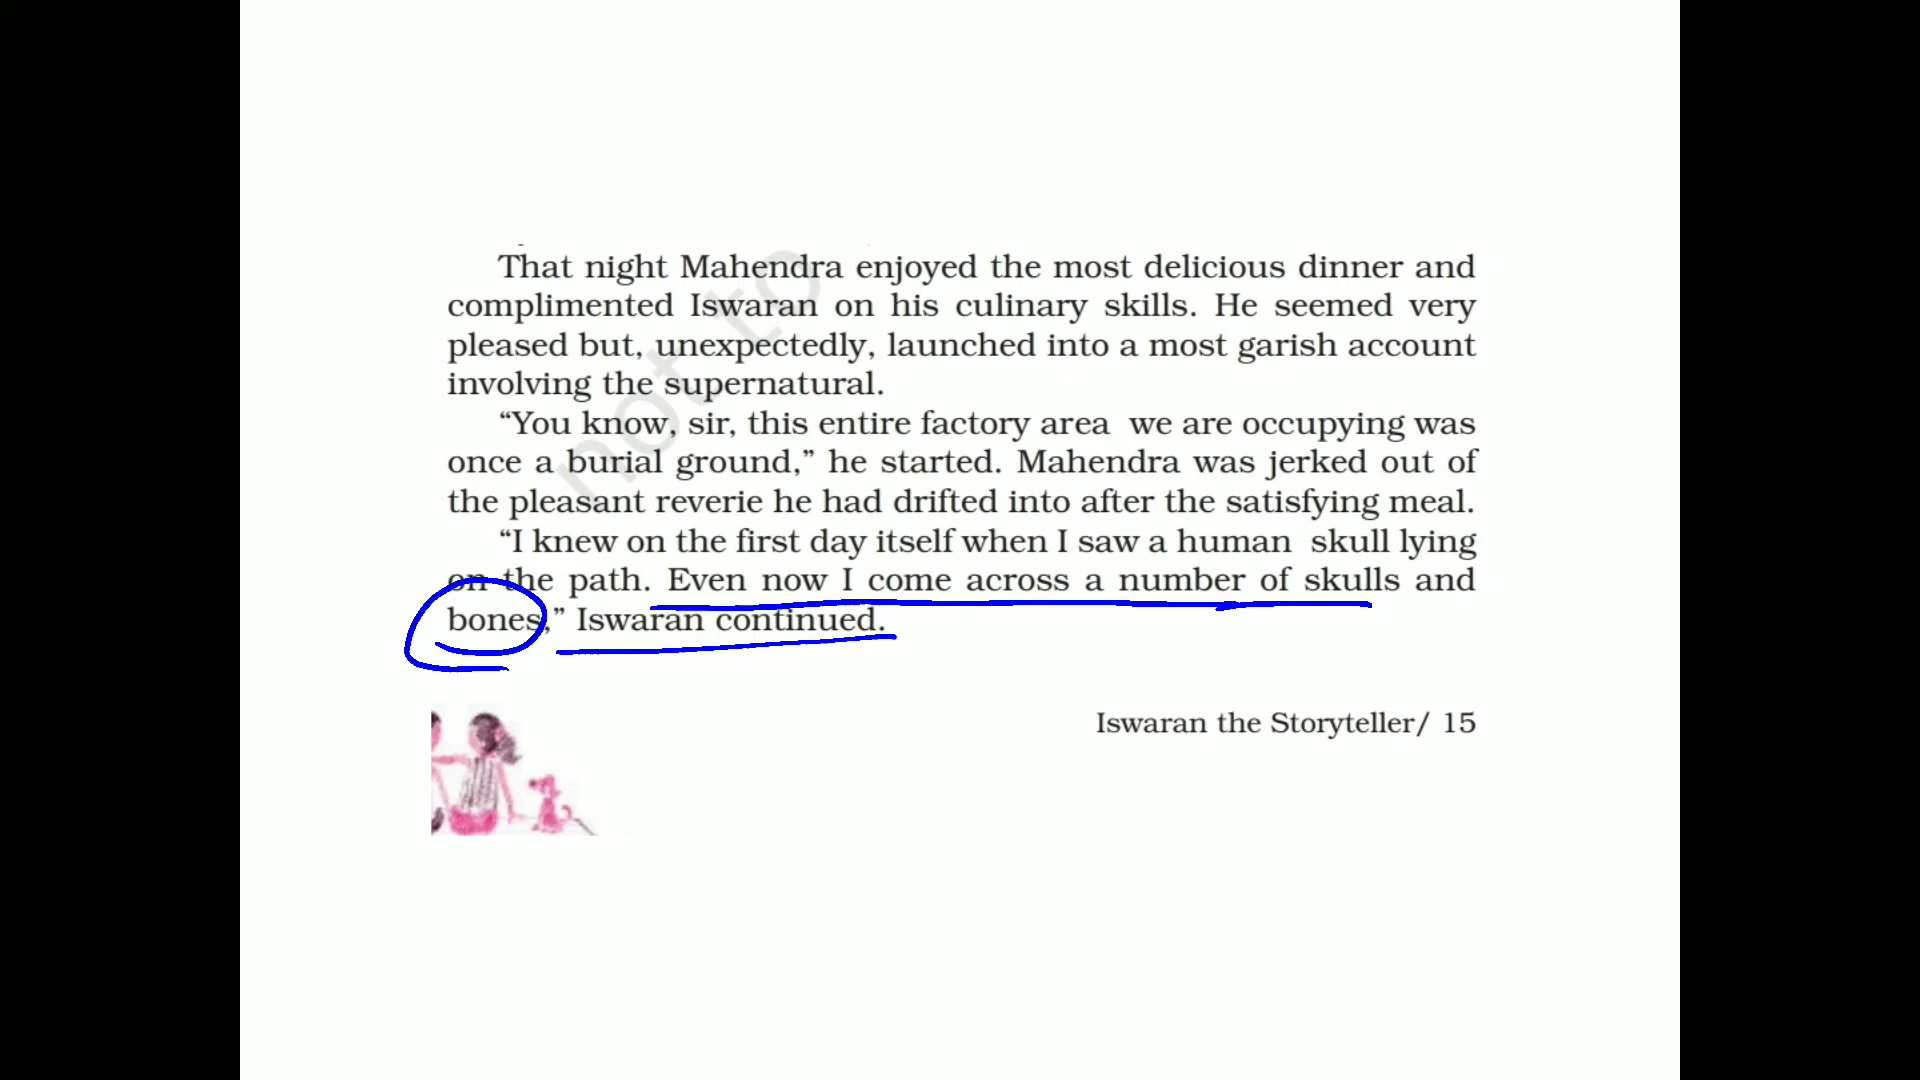 That night Mahendra enjoyed the most delicious dinner and
complimented Iswaran on his culinary skills. He seemed very
pleased but, unexpectedly, launched into a most garish account
involving the supernatural.
“You know, sir, this entire factory area we are occupying was
once a burial ground,” he started. Mahendra was jerked out of
the pleasant reverie he had drifted into after the satisfying meal.
“I knew on the first day itself when I saw a human skull lying
on the path. Even now I come across a number of skulls and
bones,” Iswaran continued.
Iswaran the Storyteller/ 15
not to